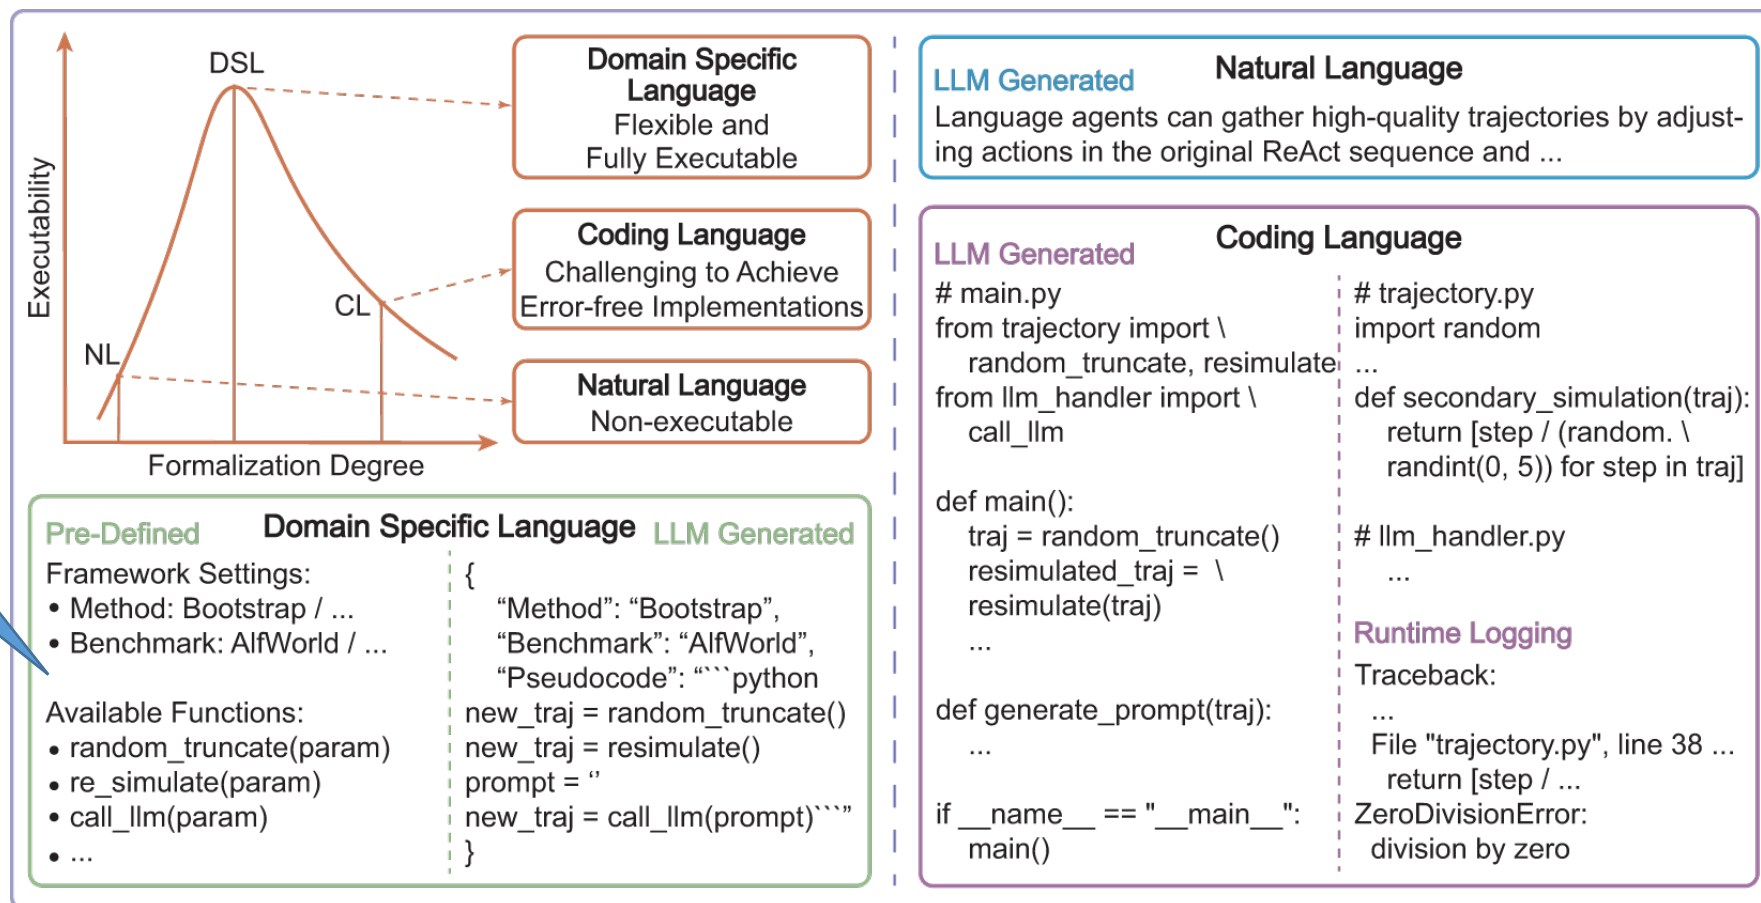 Executability
DSL
CL
NL
Formalization Degree
Domain Specific
Language
Flexible and
Fully Executable
Coding Language
Challenging to Achieve
Error-free Implementations
Natural Language
Non-executable
Pre-Defined
Domain Specific Language
LLM Generated
Framework Settings:
• Method: Bootstrap / ...
• Benchmark: AlfWorld / ...
Available Functions:
• random_truncate(param)
• re_simulate(param)
• call_llm(param)
• ...
{
“Method”: “Bootstrap”,
“Benchmark”: “AlfWorld”,
“Pseudocode”: “```python
new_traj = random_truncate()
new_traj = resimulate()
prompt = ‘’
new_traj = call_llm(prompt)```”
}
LLM Generated
Natural Language
Language agents can gather high-quality trajectories by adjust-
ing actions in the original ReAct sequence and ...
LLM Generated
Coding Language
# main.py
from trajectory import \
random_truncate, resimulate
from llm_handler import \
call_llm
def main():
traj = random_truncate()
resimulated_traj = \
resimulate(traj)
...
def generate_prompt(traj):
...
if __name__ == "__main__":
main()
# trajectory.py
import random
...
def secondary_simulation(traj):
return [step / (random. \
randint(0, 5)) for step in traj]
# llm_handler.py
...
Runtime Logging
Traceback:
...
File "trajectory.py", line 38 ...
return [step / ...
ZeroDivisionError:
division by zero